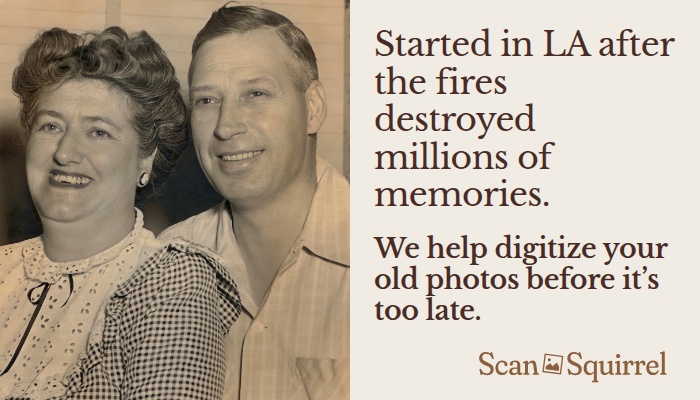 Started in LA after
the fires
destroyed
millions of
memories.
We help digitize your
old photos before it’s
too late.
Scan Squirrel